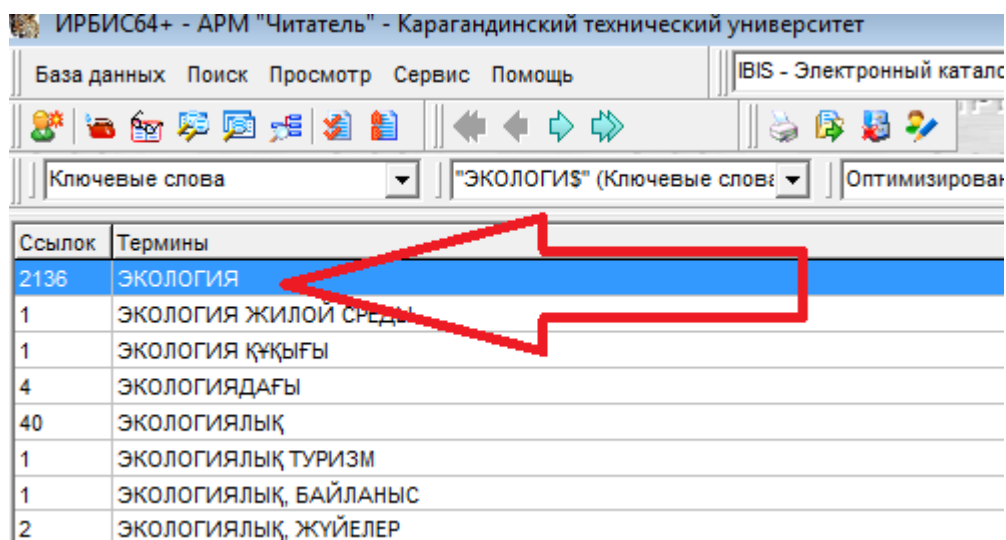 ИРБИС64+ - АРМ "Читатель" - Карагандинский технический университет
База данных Поиск Просмотр Сервис Помощь IBIS - Электронный катало
Ключевые слова "ЭКОЛОГИ$" (Ключевые слова Оптимизирован
Ссылок Термины
2136 ЭКОЛОГИЯ
1 ЭКОЛОГИЯ ЖИЛОЙ СРЕДЫ
1 ЭКОЛОГИЯ ҚҰҚЫҒЫ
4 ЭКОЛОГИЯДАҒЫ
40 ЭКОЛОГИЯЛЫҚ
1 ЭКОЛОГИЯЛЫҚ ТУРИЗМ
1 ЭКОЛОГИЯЛЫҚ, БАЙЛАНЫС
2 ЭКОЛОГИЯЛЫҚ, ЖҮЙЕЛЕР